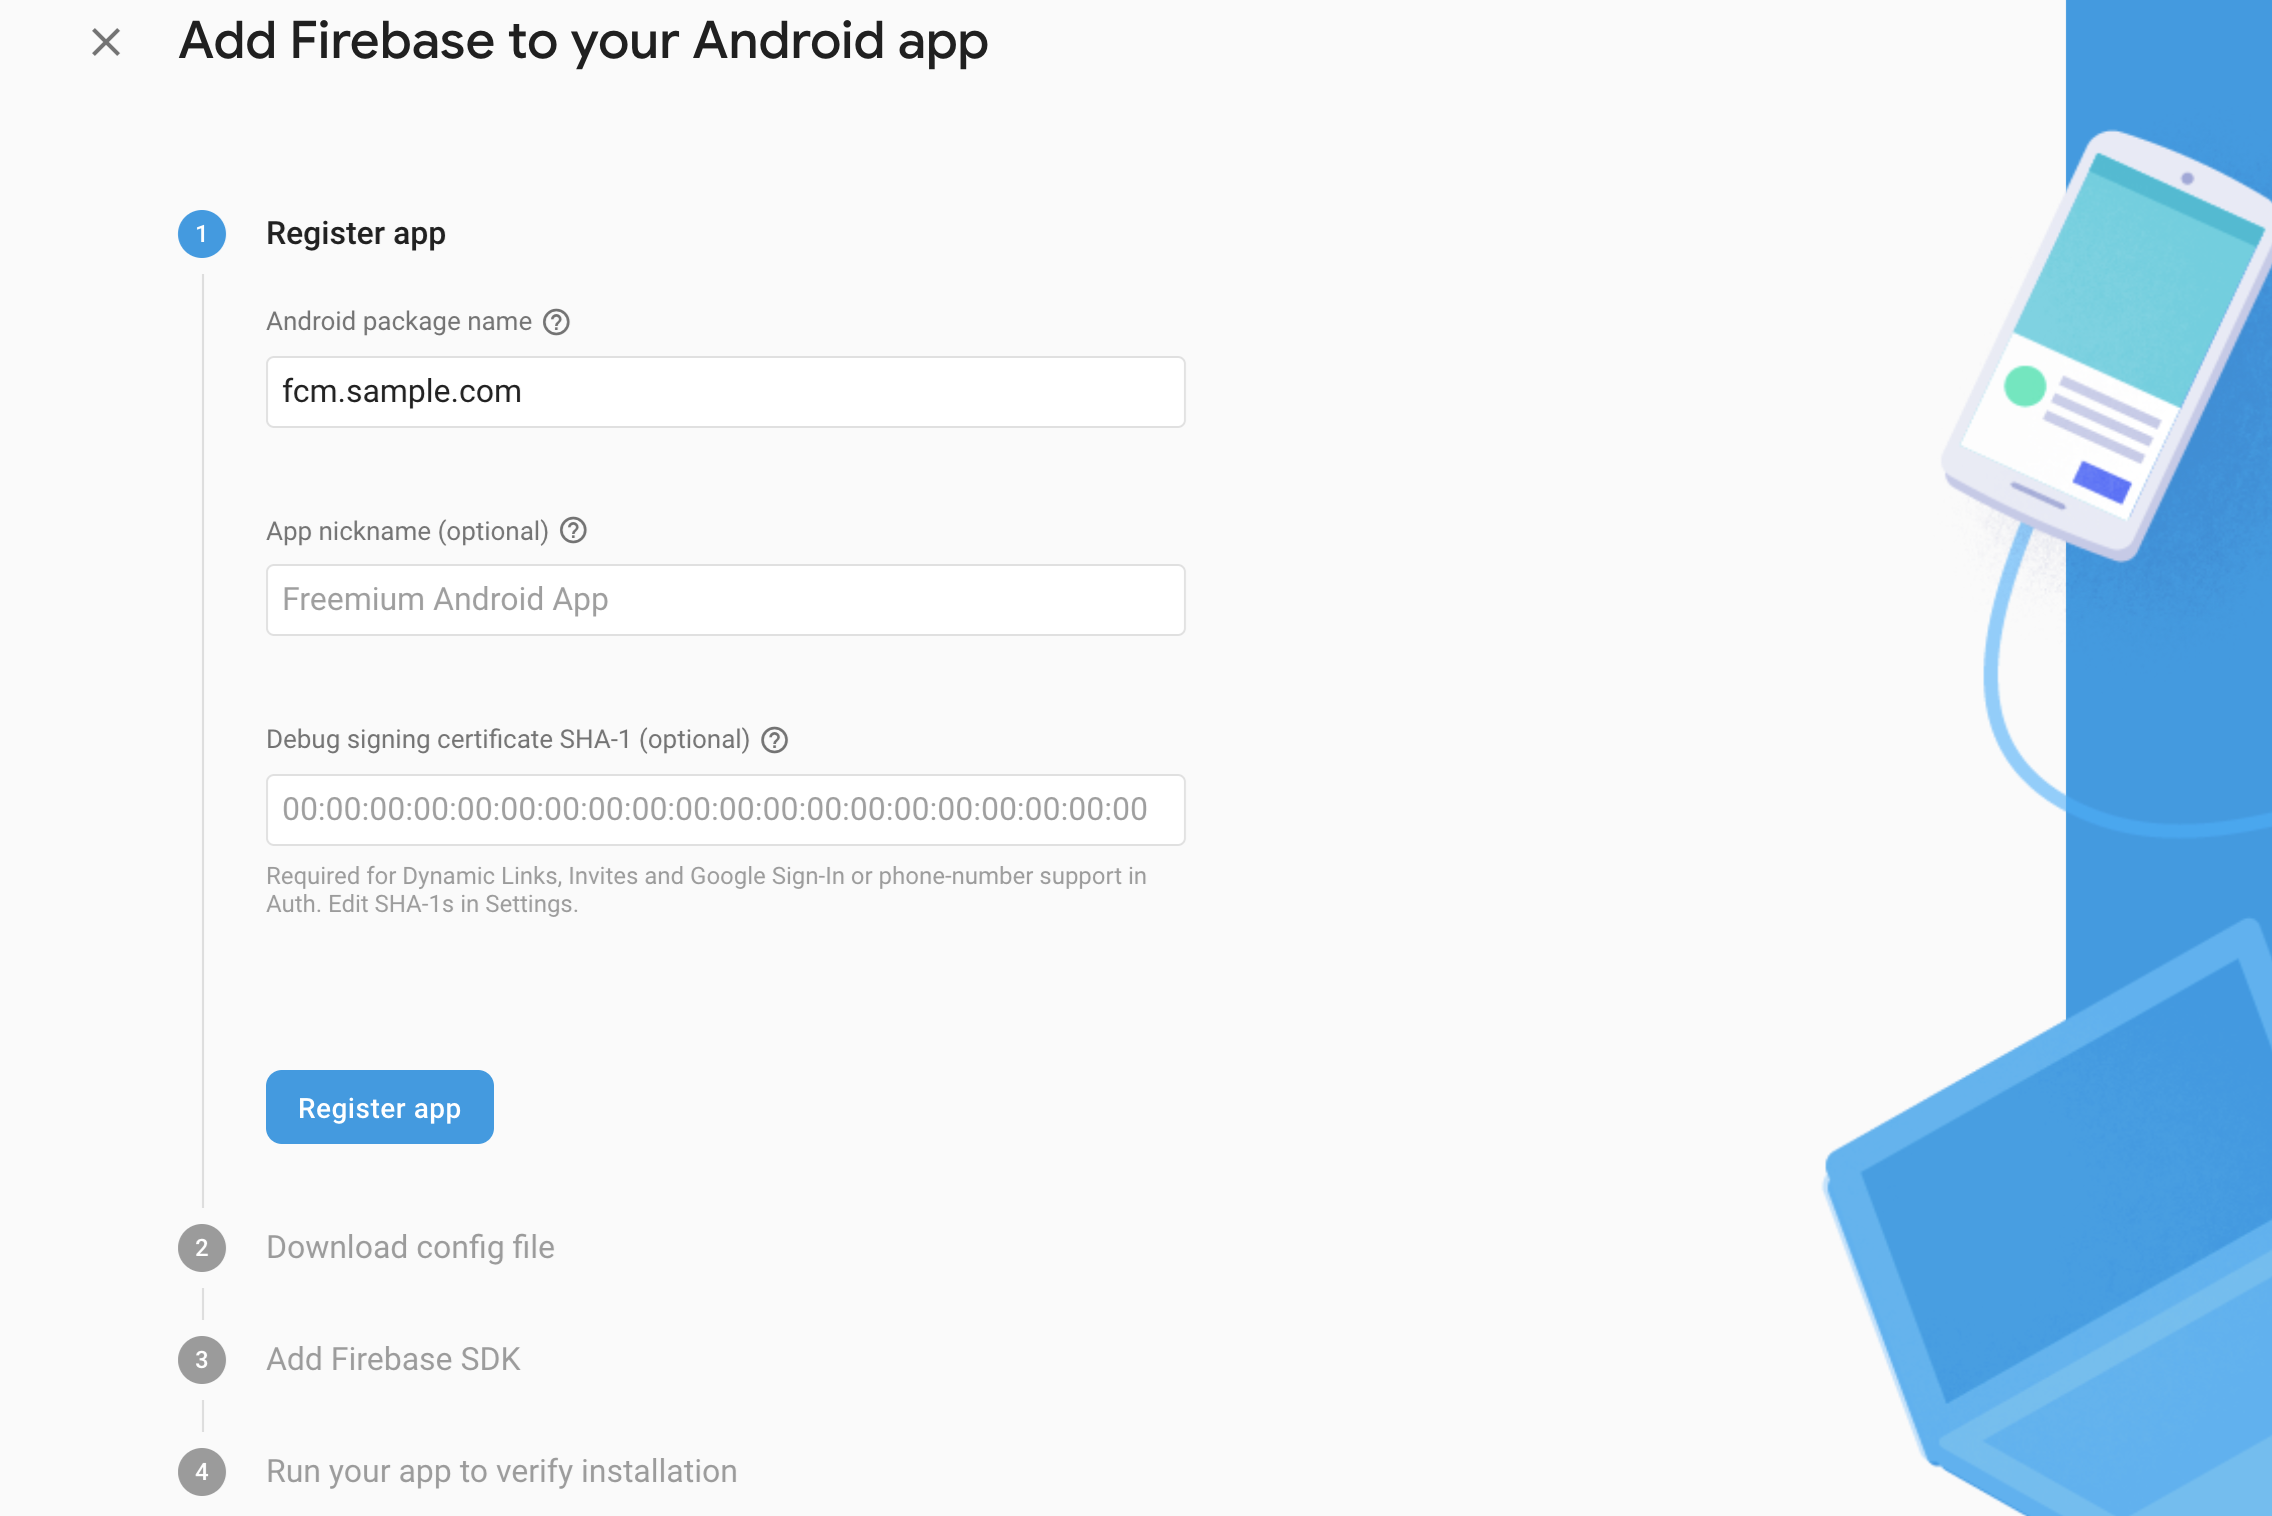 Add Firebase to your Android app
1 Register app
Android package name ?
fcm.sample.com
App nickname (optional) ?
Freemium Android App
Debug signing certificate SHA-1 (optional) ?
00:00:00:00:00:00:00:00:00:00:00:00:00:00:00:00:00:00:00:00
Required for Dynamic Links, Invites and Google Sign-In or phone-number support in
Auth. Edit SHA-1s in Settings.
Register app
2 Download config file
3 Add Firebase SDK
4 Run your app to verify installation